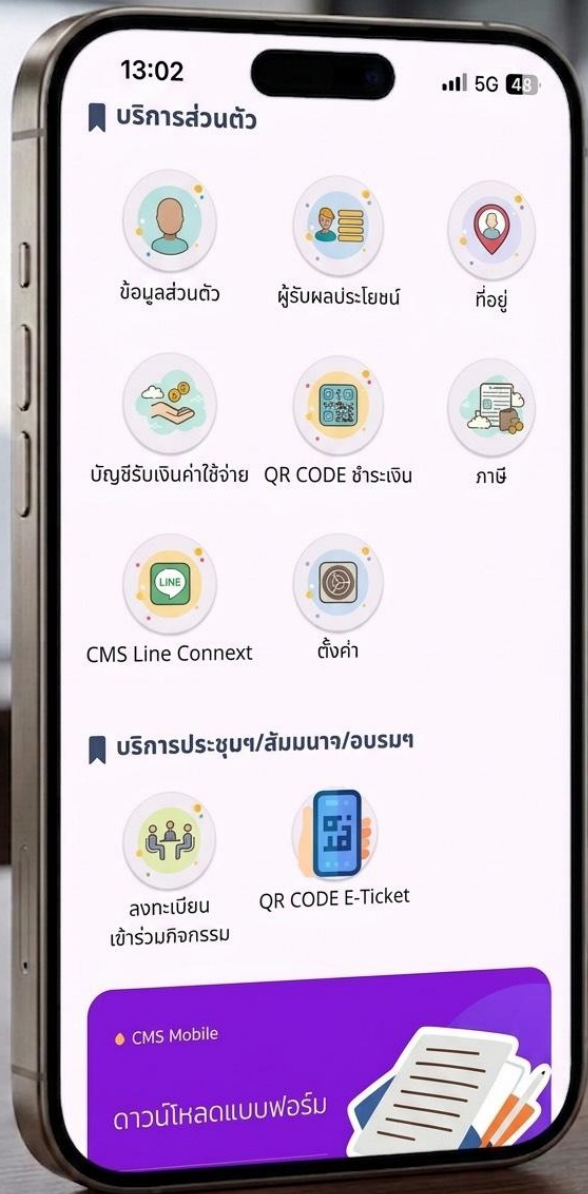 13:02
5G 48
บริการส่วนตัว
ข้อมูลส่วนตัว ผู้รับผลประโยชน์ ที่อยู่
บัญชีรับเงินค่าใช้จ่าย QR CODE ชำระเงิน ภาษี
LINE
CMS Line Connext ตั้งค่า
บริการประชุมฯ/สัมมนาจ/อบรมฯ
ลงทะเบียน QR CODE E-Ticket
เข้าร่วมกิจกรรม
CMS Mobile
ดาวน์โหลดแบบฟอร์ม